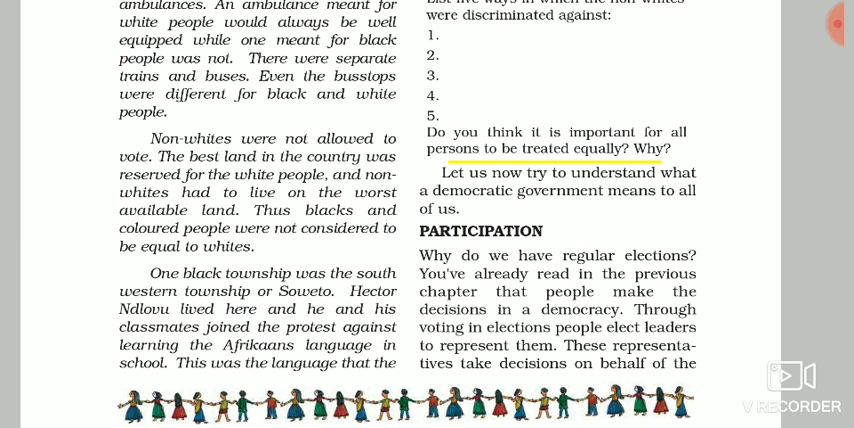 ambulances. An ambulance meant for
white people would always be well
equipped while one meant for black
people was not. There were separate
trains and buses. Even the busstops
were different for black and white
people.
Non-whites were not allowed to
vote. The best land in the country was
reserved for the white people, and non-
whites had to live on the worst
available land. Thus blacks and
coloured people were not considered to
be equal to whites.
One black township was the south
western township or Soweto. Hector
Ndlovu lived here and he and his
classmates joined the protest against
learning the Afrikaans language in
school. This was the language that the
List five ways in which the non-whites
were discriminated against:
1.
2.
3.
4.
5.
Do you think it is important for all
persons to be treated equally? Why?
Let us now try to understand what
a democratic government means to all
of us.
PARTICIPATION
Why do we have regular elections?
You've already read in the previous
chapter that people make the
decisions in a democracy. Through
voting in elections people elect leaders
to represent them. These representa-
tives take decisions on behalf of the
V RECORDER